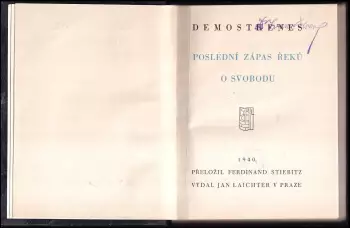 DEMOSTHENES
POSLEDNÍ ZÁPAS ŘEKŮ
O SVOBODU
1940,
PŘELOŽIL FERDINAND STIEBITZ
VYDAL JAN LAICHTER V PRAZE